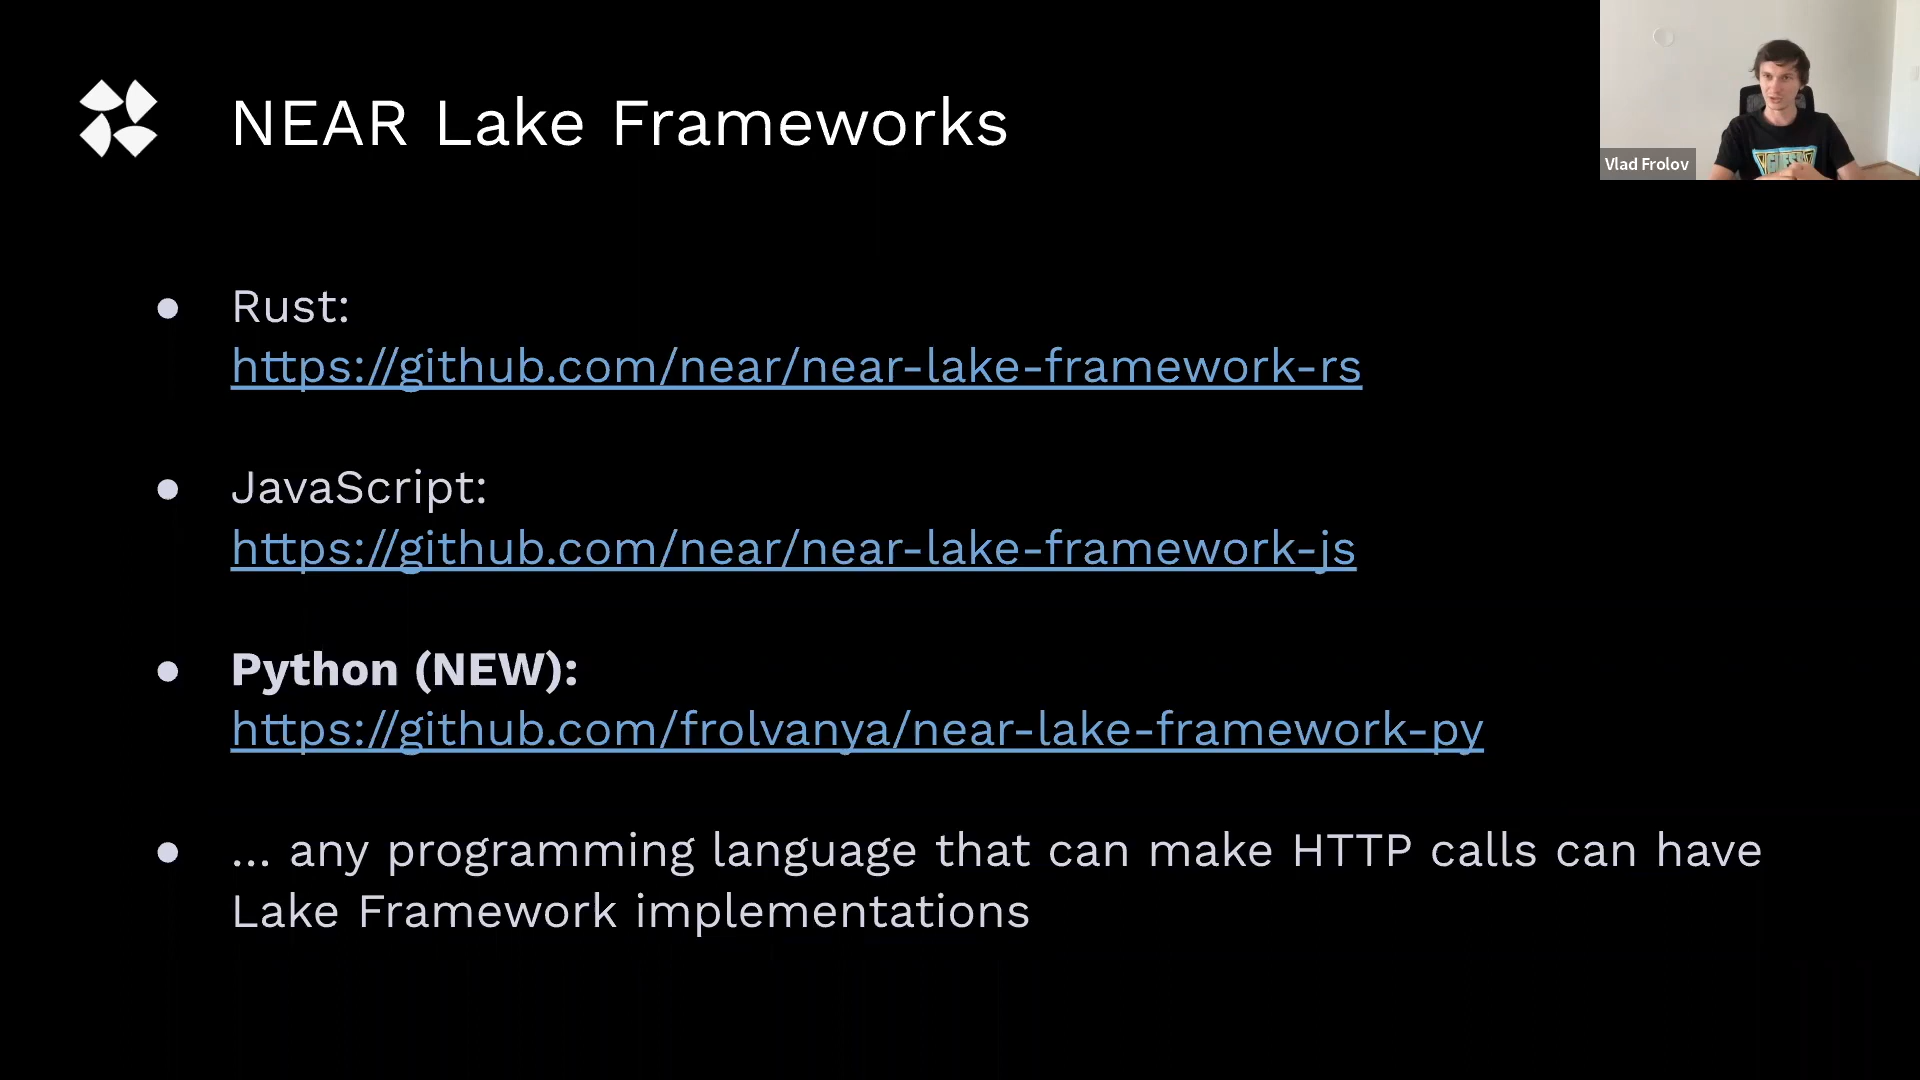 NEAR Lake Frameworks
Vlad Frolov
● Rust:
https://github.com/near/near-lake-framework-rs
● JavaScript:
https://github.com/near/near-lake-framework-js
● Python (NEW):
https://github.com/frolvanya/near-lake-framework-py
● ... any programming language that can make HTTP calls can have
Lake Framework implementations